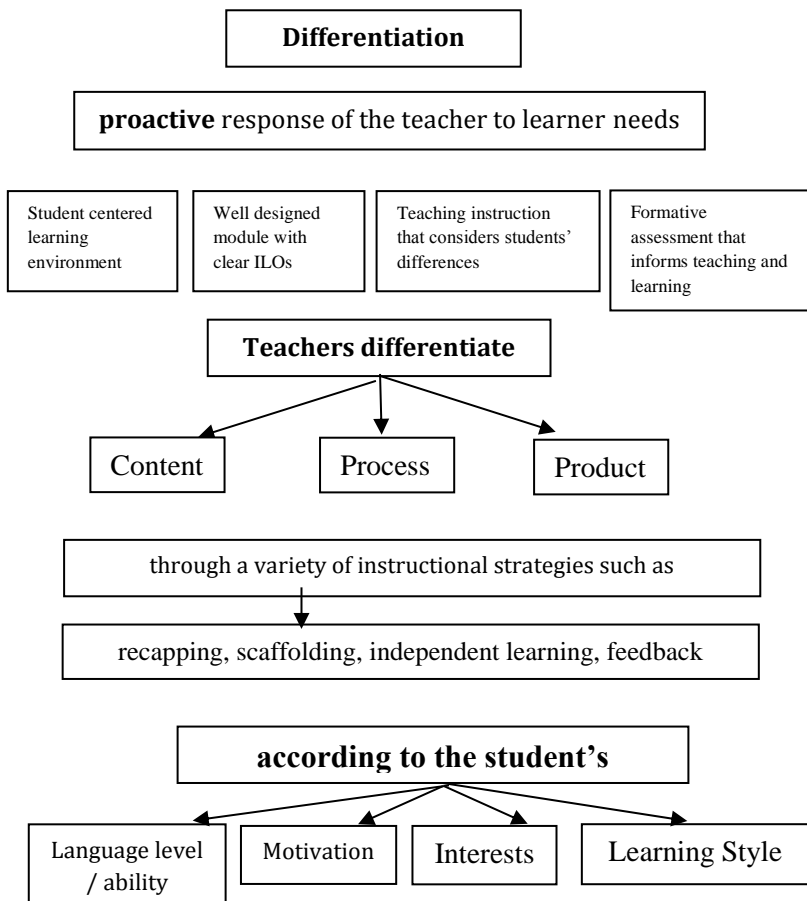 Differentiation
proactive response of the teacher to learner needs
Student centered
learning
environment
Well designed
module with
clear ILOs
Teaching instruction
that considers students’
differences
Formative
assessment that
informs teaching and
learning
Teachers differentiate
Content
Process
Product
through a variety of instructional strategies such as
recapping, scaffolding, independent learning, feedback
according to the student’s
Language level
/ ability
Motivation
Interests
Learning Style